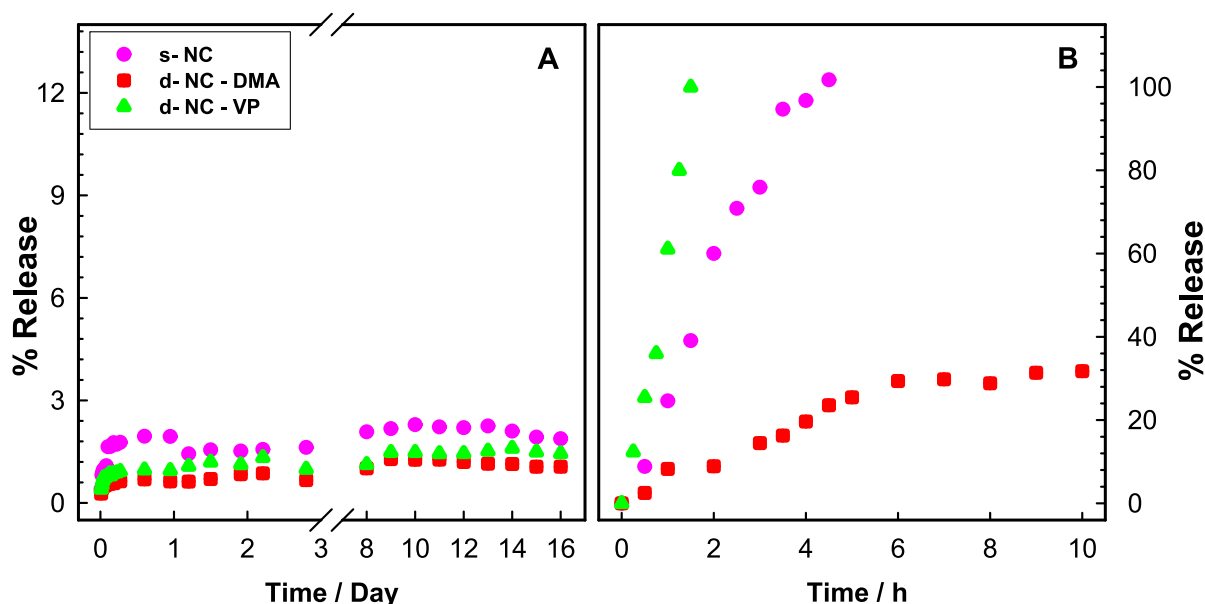 A
B
s- NC
d- NC - DMA
d- NC - VP
% Release
12
9
6
3
0
0 1 2 3 8 10 12 14 16
Time / Day
100
80
60
40
20
0
% Release
0 2 4 6 8 10
Time / h